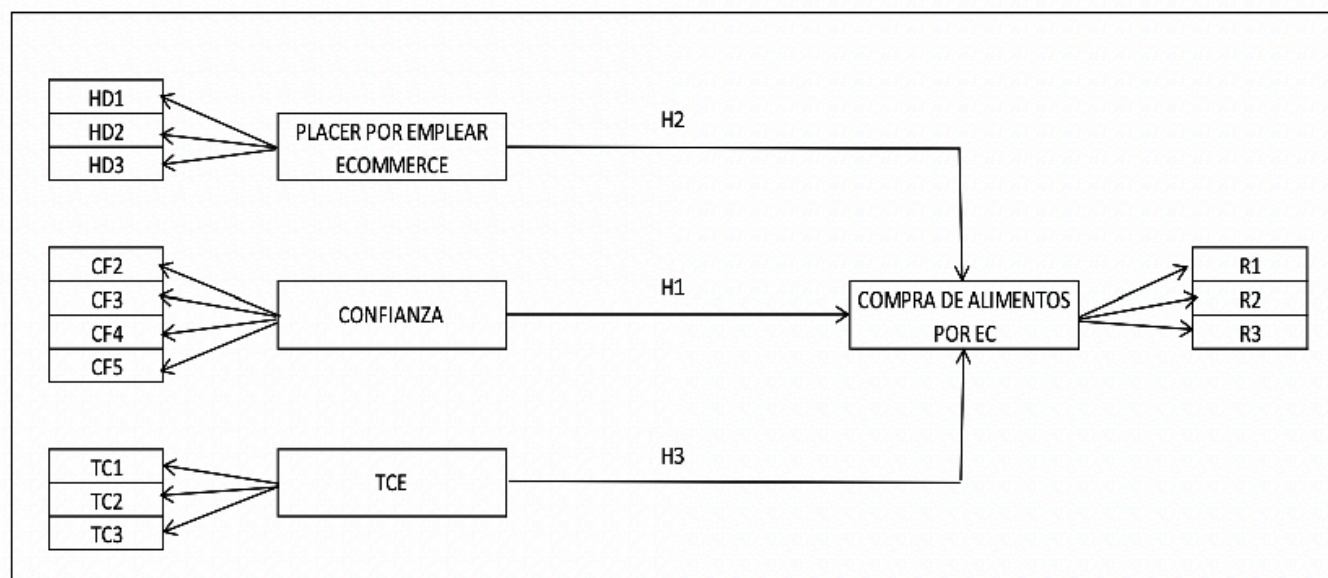 HD1
HD2
HD3
PLACER POR EMPLEAR
ECOMMERCE
H2
CF2
CF3
CF4
CF5
CONFIANZA
H1
COMPRA DE ALIMENTOS
POR EC
R1
R2
R3
TC1
TC2
TC3
TCE
H3